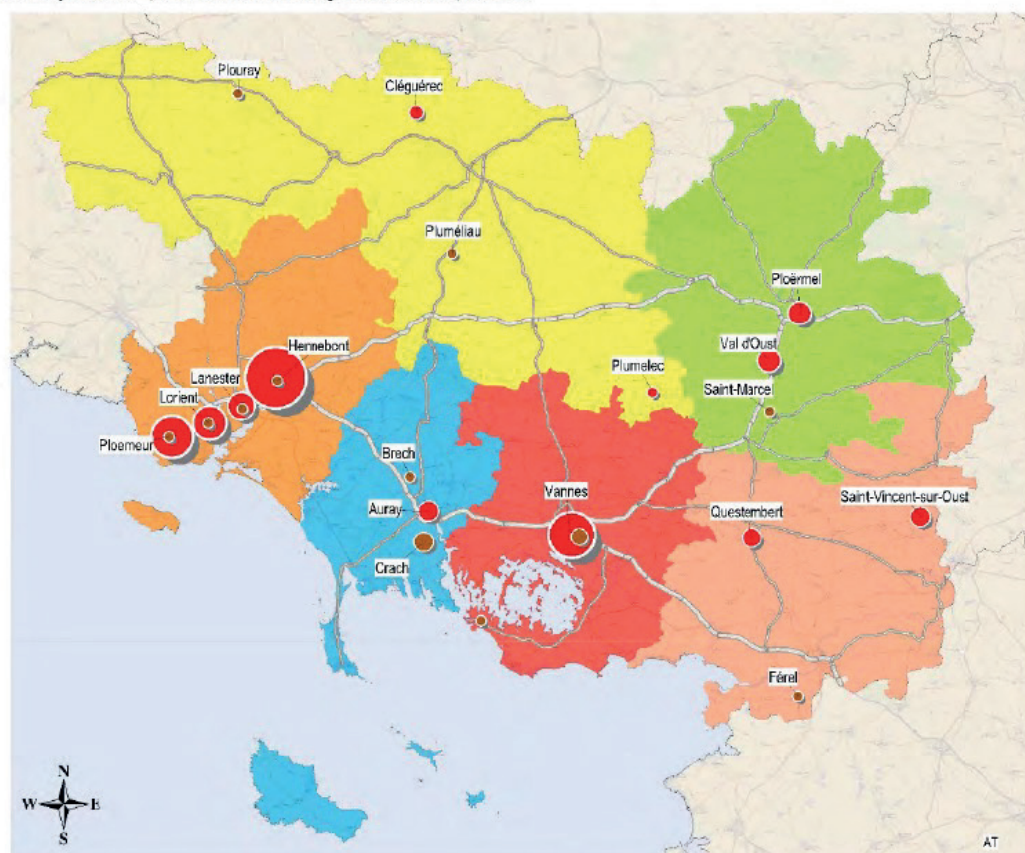 Plouray
Cléguérec
Pluméliau
Ploërmel
Hennebont
Val d'Oust
Lanester
Plumelec
Saint-Marcel
Lorient
Ploemeur
Brech
Vannes
Saint-Vincent-sur-Oust
Auray
Questembert
Crach
Férel
N
W
E
S
AT